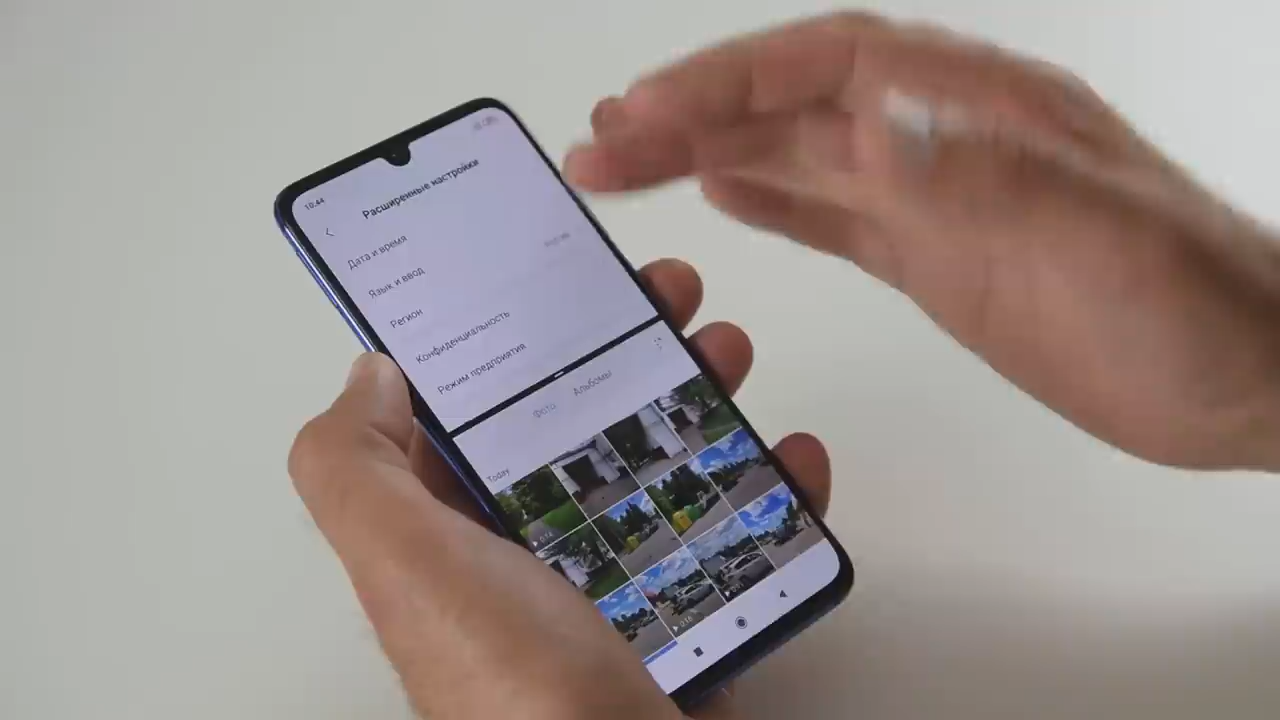 10:44
Расширенные настройки
Дата и время
Язык и ввод
Регион
Конфиденциальность
Режим предприятия
Фото Альбомы
Today